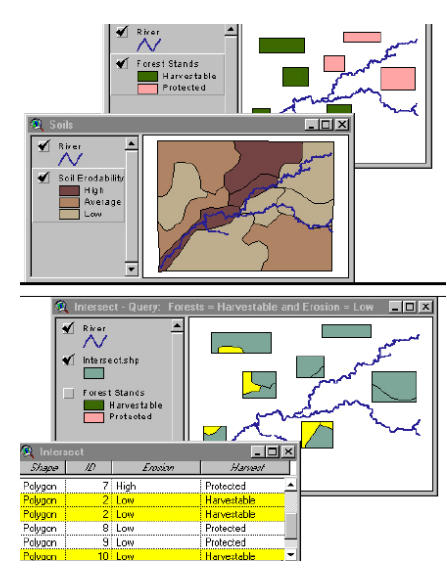 River
Forest Stands
Harvestable
Protected
Soils
River
Soil Erodability
High
Average
Low
Intersect - Query: Forests = Harvestable and Erosion = Low
River
Intersect.shp
Forest Stands
Harvestable
Protected
Intersect
Shape ID Erosion Harvest
Polygon 7 High Protected
Polygon 2 Low Harvestable
Polygon 2 Low Harvestable
Polygon 8 Low Protected
Polygon 9 Low Protected
Polygon 10 Low Harvestable